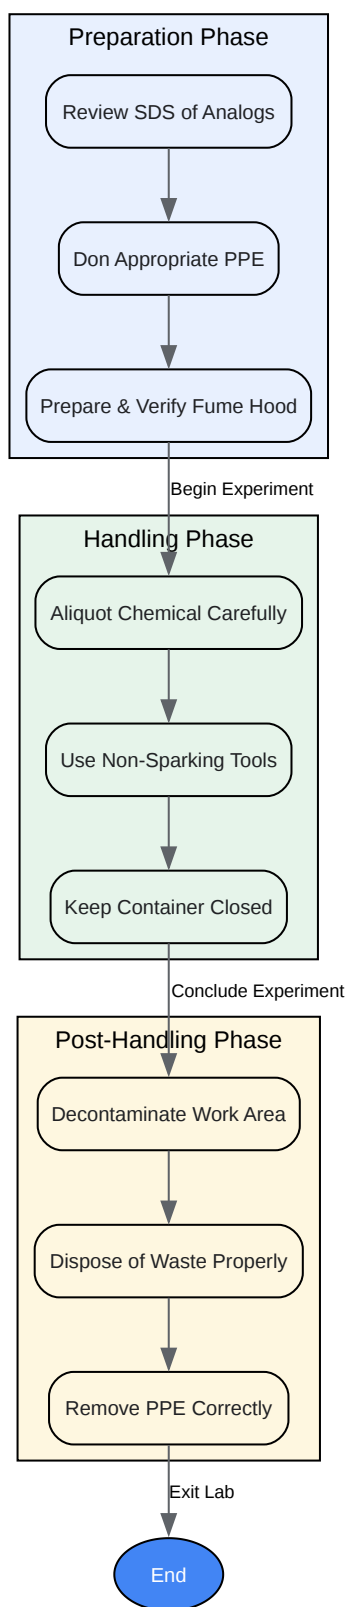 Preparation Phase
Review SDS of Analogs
Don Appropriate PPE
Prepare & Verify Fume Hood
Begin Experiment
Handling Phase
Aliquot Chemical Carefully
Use Non-Sparking Tools
Keep Container Closed
Conclude Experiment
Post-Handling Phase
Decontaminate Work Area
Dispose of Waste Properly
Remove PPE Correctly
Exit Lab
End